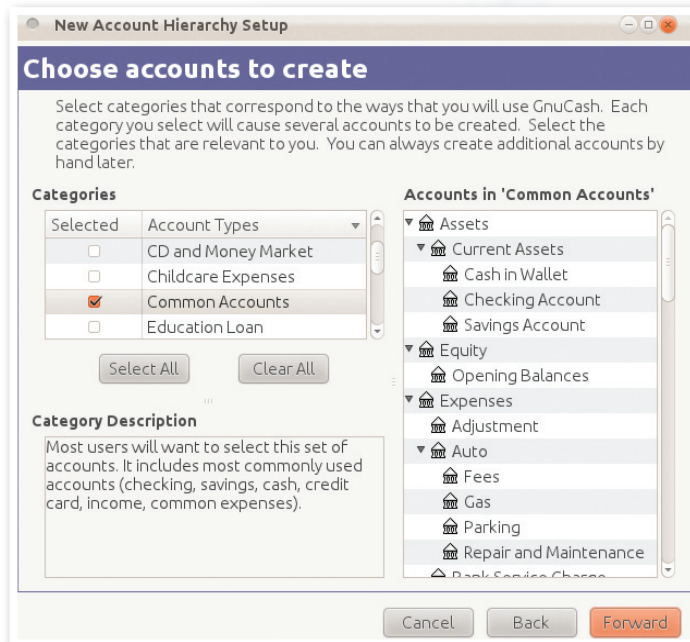 New Account Hierarchy Setup
Choose accounts to create
Select categories that correspond to the ways that you will use GnuCash. Each
category you select will cause several accounts to be created. Select the
categories that are relevant to you. You can always create additional accounts by
hand later.
Categories
Selected Account Types
CD and Money Market
Childcare Expenses
Common Accounts
Education Loan
Select All Clear All
Category Description
Most users will want to select this set of
accounts. It includes most commonly used
accounts (checking, savings, cash, credit
card, income, common expenses).
Accounts in 'Common Accounts'
Assets
Current Assets
Cash in Wallet
Checking Account
Savings Account
Equity
Opening Balances
Expenses
Adjustment
Auto
Fees
Gas
Parking
Repair and Maintenance
Bank Service Charge
Cancel Back Forward